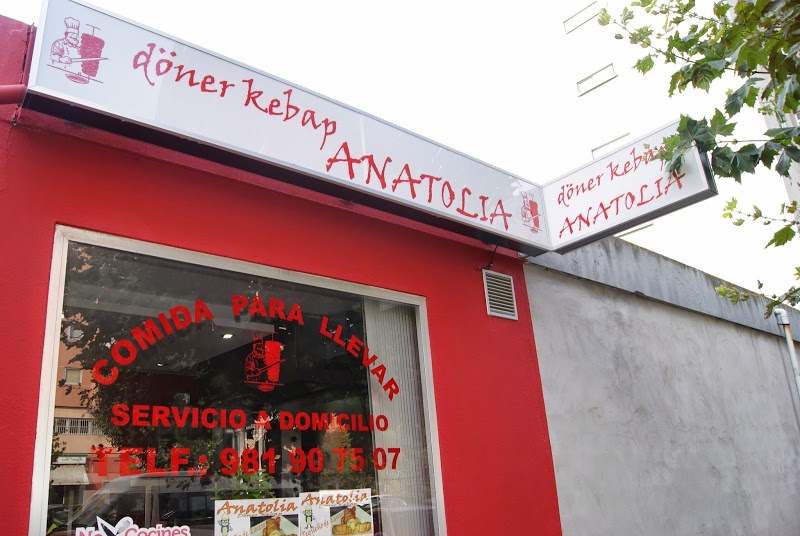 döner kebap
ANATOLIA
döner kebap
ANATOLIA
COMIDA PARA LLEVAR
SERVICIO A DOMICILIO
TELF.: 981 90 75 07
Anatolia
Anatolia
No Cocines